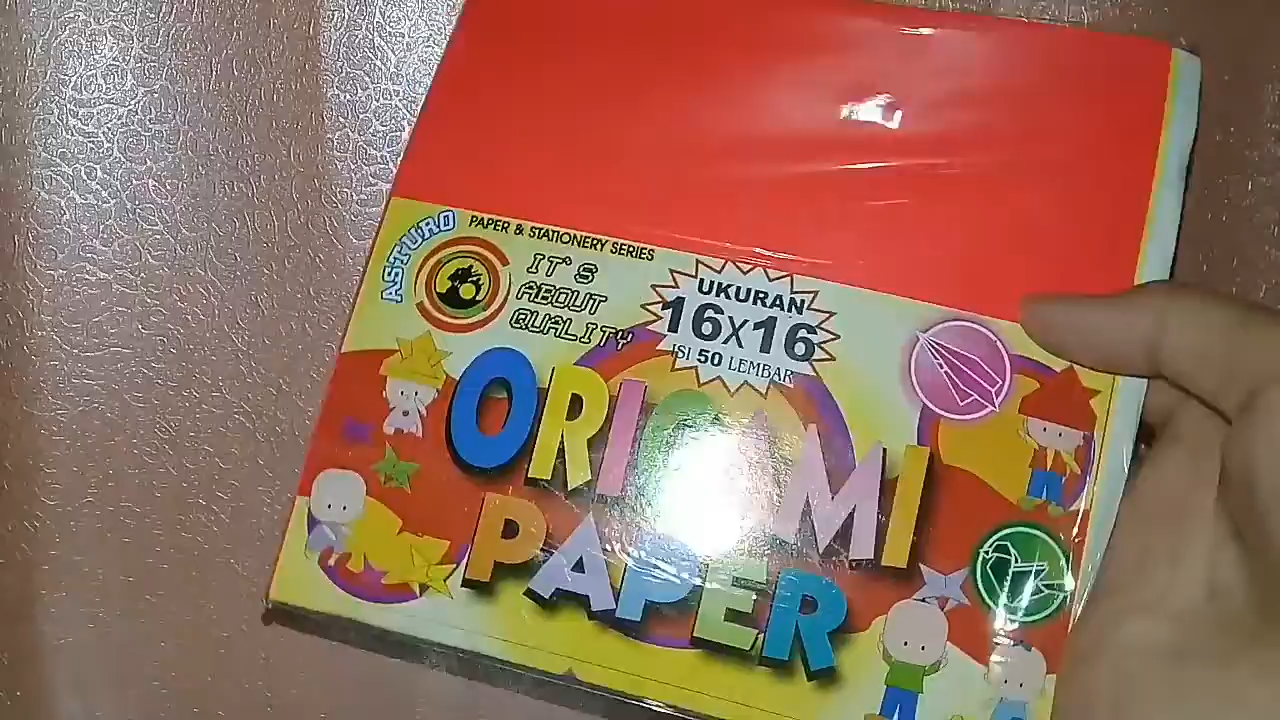 ASTURO
PAPER & STATIONERY SERIES
IT'S
ABOUT
QUALITY
UKURAN
16X16
ISI 50 LEMBAR
ORIGAMI
PAPER